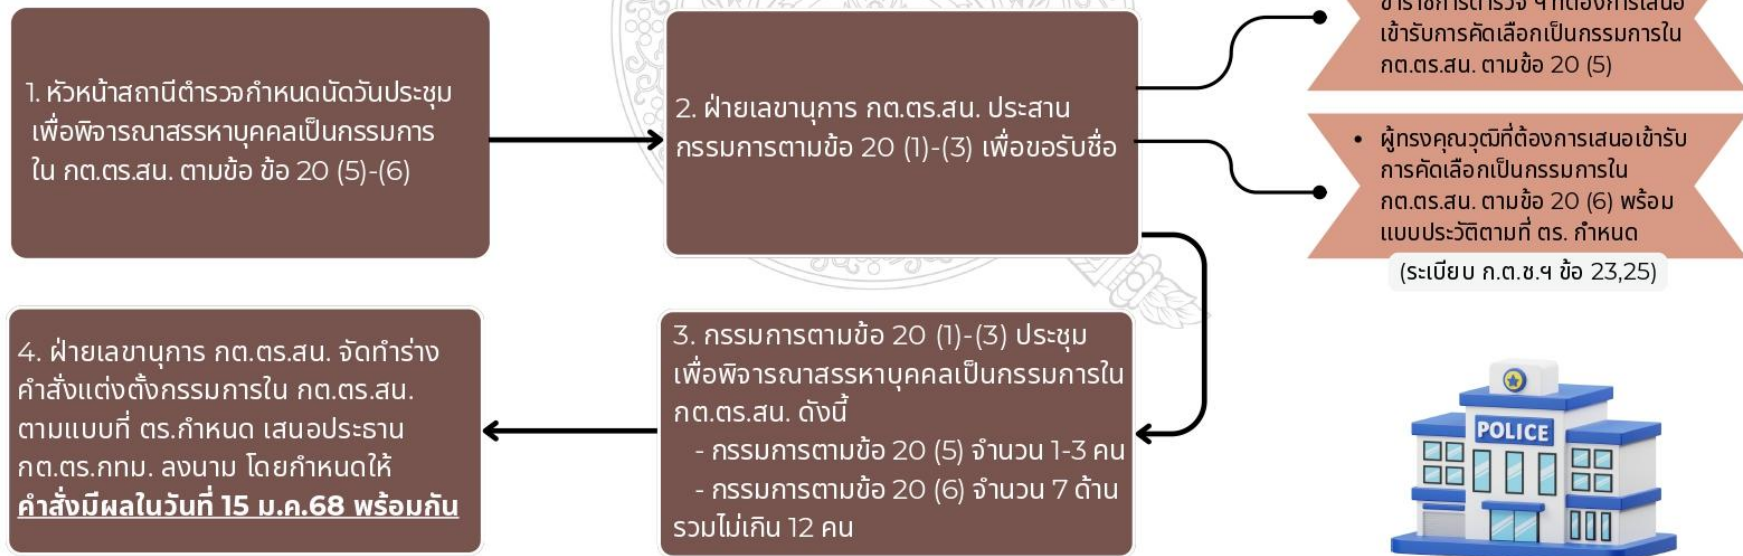 1. หัวหน้าสถานีตำรวจกำหนดนัดวันประชุม
เพื่อพิจารณาสรรหาบุคคลเป็นกรรมการ
ใน กต.ตร.สน. ตามข้อ ข้อ 20 (5)-(6)
2. ฝ่ายเลขานุการ กต.ตร.สน. ประสาน
กรรมการตามข้อ 20 (1)-(3) เพื่อขอรับชื่อ
ข้าราชการตำรวจ ฯ ที่ต้องการเสนอ
เข้ารับการคัดเลือกเป็นกรรมการใน
กต.ตร.สน. ตามข้อ 20 (5)
• ผู้ทรงคุณวุฒิที่ต้องการเสนอเข้ารับ
การคัดเลือกเป็นกรรมการใน
กต.ตร.สน. ตามข้อ 20 (6) พร้อม
แบบประวัติตามที่ ตร. กำหนด
(ระเบียบ ก.ต.ช.ฯ ข้อ 23,25)
3. กรรมการตามข้อ 20 (1)-(3) ประชุม
เพื่อพิจารณาสรรหาบุคคลเป็นกรรมการใน
กต.ตร.สน. ดังนี้
- กรรมการตามข้อ 20 (5) จำนวน 1-3 คน
- กรรมการตามข้อ 20 (6) จำนวน 7 ด้าน
รวมไม่เกิน 12 คน
4. ฝ่ายเลขานุการ กต.ตร.สน. จัดทำร่าง
คำสั่งแต่งตั้งกรรมการใน กต.ตร.สน.
ตามแบบที่ ตร.กำหนด เสนอประธาน
กต.ตร.กทม. ลงนาม โดยกำหนดให้
คำสั่งมีผลในวันที่ 15 ม.ค.68 พร้อมกัน
POLICE